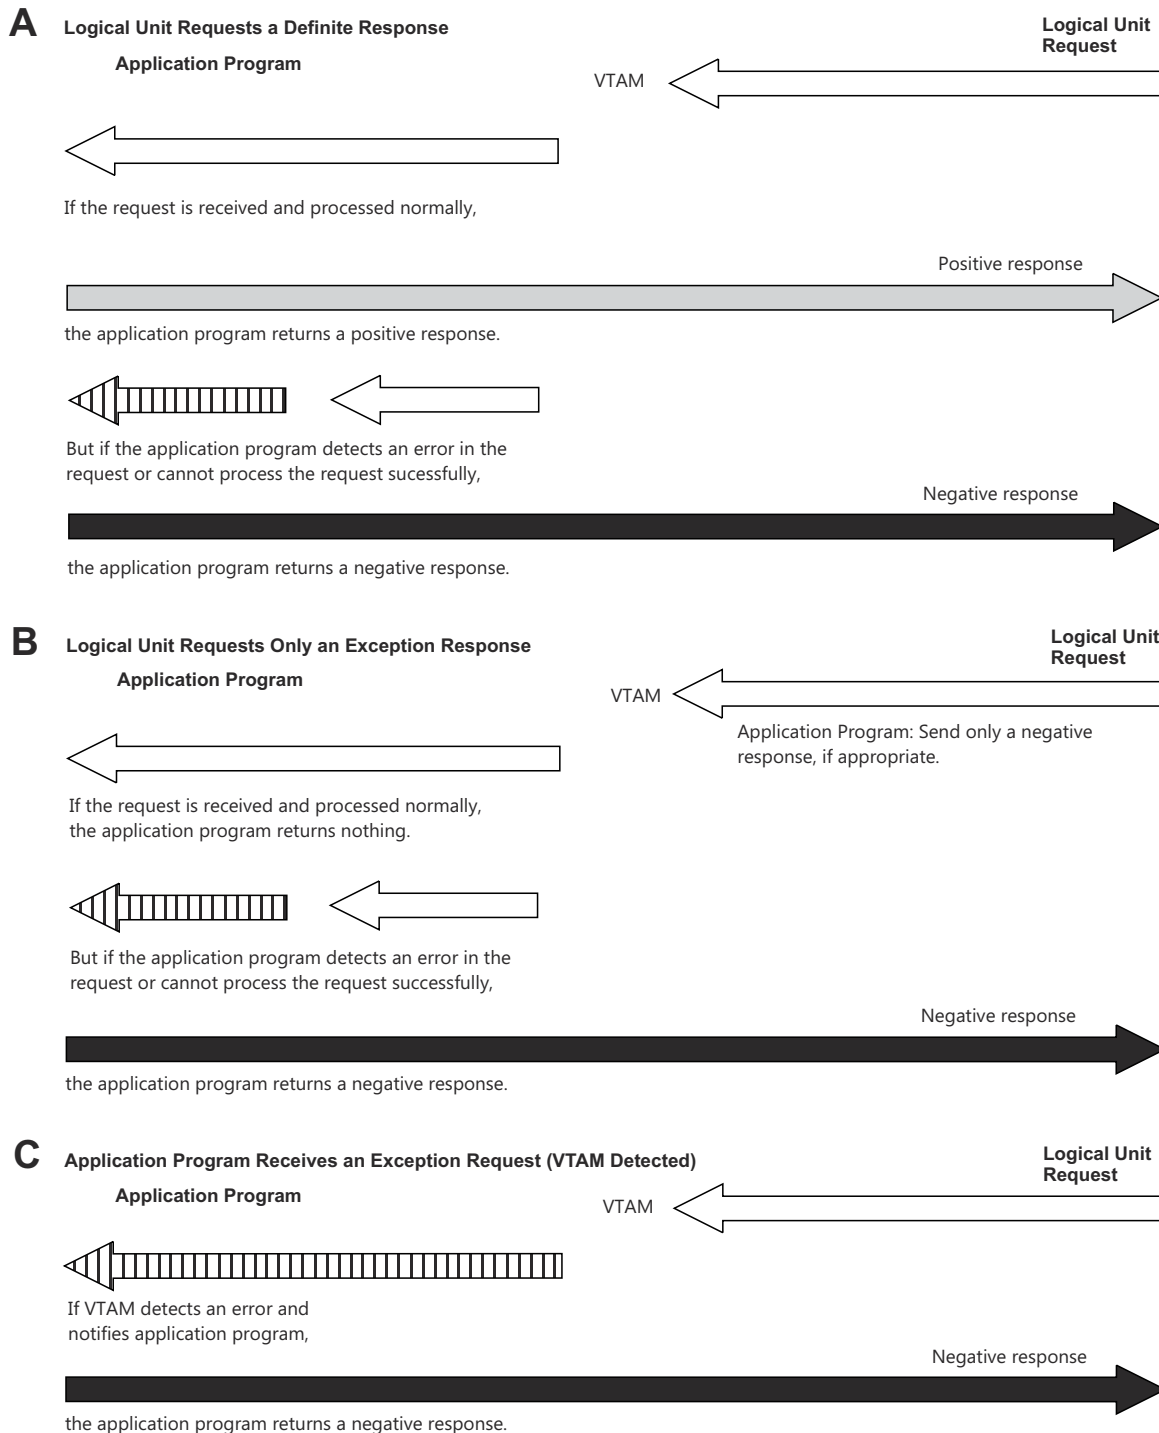 A Logical Unit Requests a Definite Response
Logical Unit
Request
Application Program
VTAM
If the request is received and processed normally,
Positive response
the application program returns a positive response.
But if the application program detects an error in the
request or cannot process the request sucessfully,
Negative response
the application program returns a negative response.
B Logical Unit Requests Only an Exception Response
Logical Unit
Request
Application Program
VTAM
Application Program: Send only a negative
response, if appropriate.
If the request is received and processed normally,
the application program returns nothing.
But if the application program detects an error in the
request or cannot process the request successfully,
Negative response
the application program returns a negative response.
C Application Program Receives an Exception Request (VTAM Detected)
Logical Unit
Request
Application Program
VTAM
If VTAM detects an error and
notifies application program,
Negative response
the application program returns a negative response.